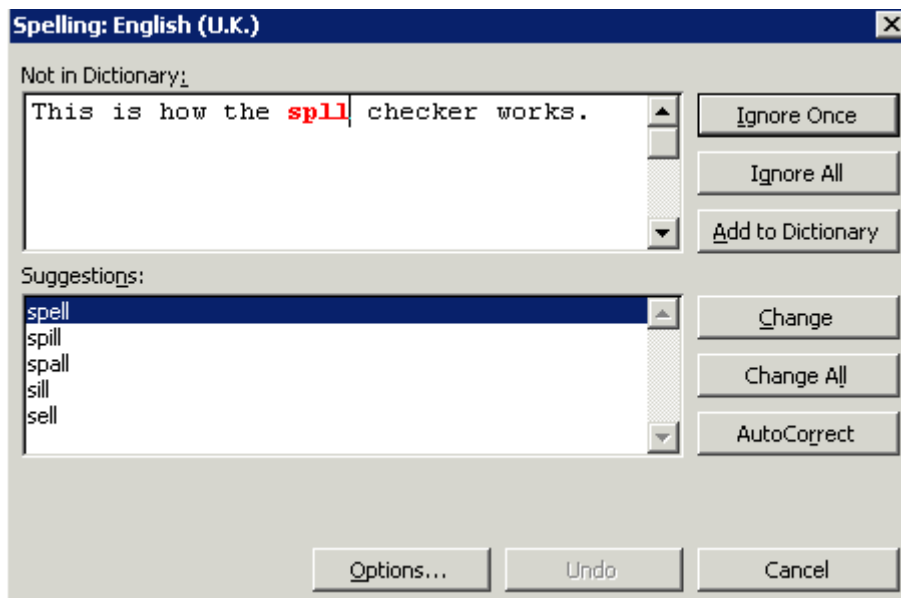 Spelling: English (U.K.)
Not in Dictionary:
This is how the spll checker works.
Ignore Once
Ignore All
Add to Dictionary
Suggestions:
spell
spill
spall
sill
sell
Change
Change All
AutoCorrect
Options...
Undo
Cancel